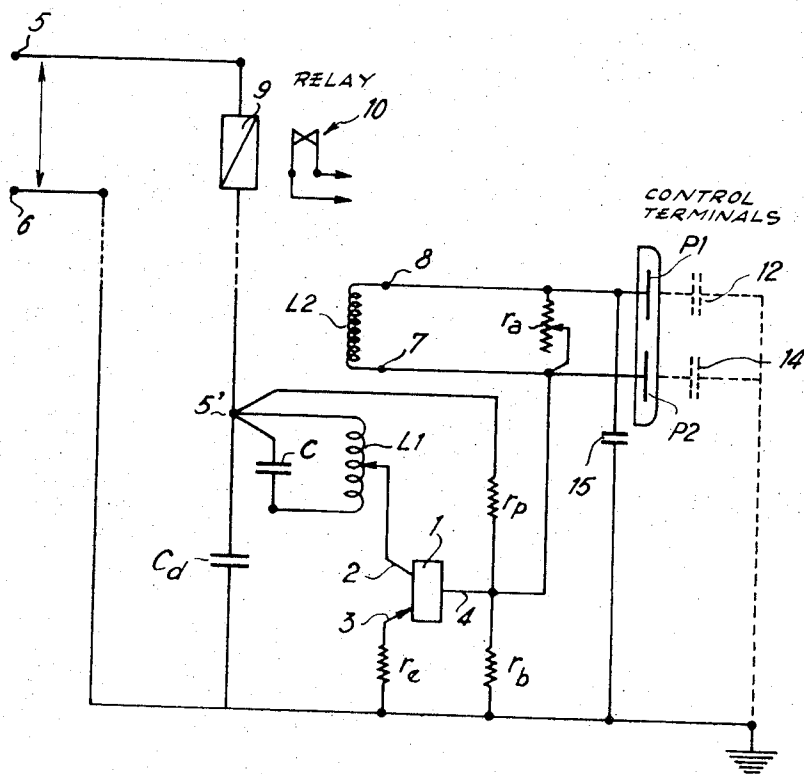 5
RELAY
9
10
6
CONTROL
TERMINALS
P1
12
8
L2
ra
7
14
P2
5'
L1
C
15
rp
1
Cd
2
4
3
re
rb